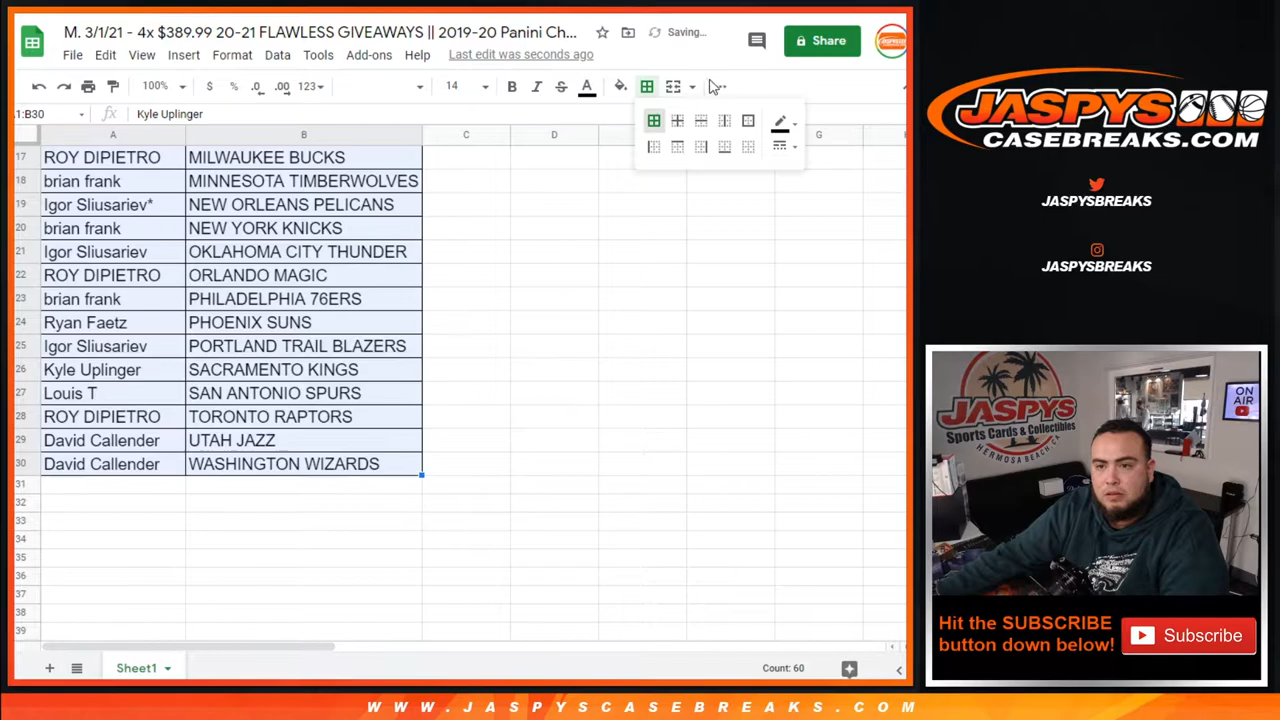 M. 3/1/21 - 4x $389.99 20-21 FLAWLESS GIVEAWAYS || 2019-20 Panini Ch...
Saving...
Share
File Edit View Insert Format Data Tools Add-ons Help Last edit was seconds ago
100% $ % .0 .00 123 14 B I S A
1:B30 fx Kyle Uplinger
A B C D E G
17 ROY DIPIETRO MILWAUKEE BUCKS
18 brian frank MINNESOTA TIMBERWOLVES
19 Igor Sliusariev* NEW ORLEANS PELICANS
20 brian frank NEW YORK KNICKS
21 Igor Sliusariev OKLAHOMA CITY THUNDER
22 ROY DIPIETRO ORLANDO MAGIC
23 brian frank PHILADELPHIA 76ERS
24 Ryan Faetz PHOENIX SUNS
25 Igor Sliusariev PORTLAND TRAIL BLAZERS
26 Kyle Uplinger SACRAMENTO KINGS
27 Louis T SAN ANTONIO SPURS
28 ROY DIPIETRO TORONTO RAPTORS
29 David Callender UTAH JAZZ
30 David Callender WASHINGTON WIZARDS
31
32
33
34
35
36
37
38
39
Sheet1
Count: 60
JASPYS
CASEBREAKS.COM
JASPYSBREAKS
JASPYSBREAKS
JASPYS
Sports Cards & Collectibles
HERMOSA BEACH CA.
ON
AIR
Hit the SUBSCRIBE
button down below!
Subscribe
WWW.JASPYSCASEBREAKS.COM